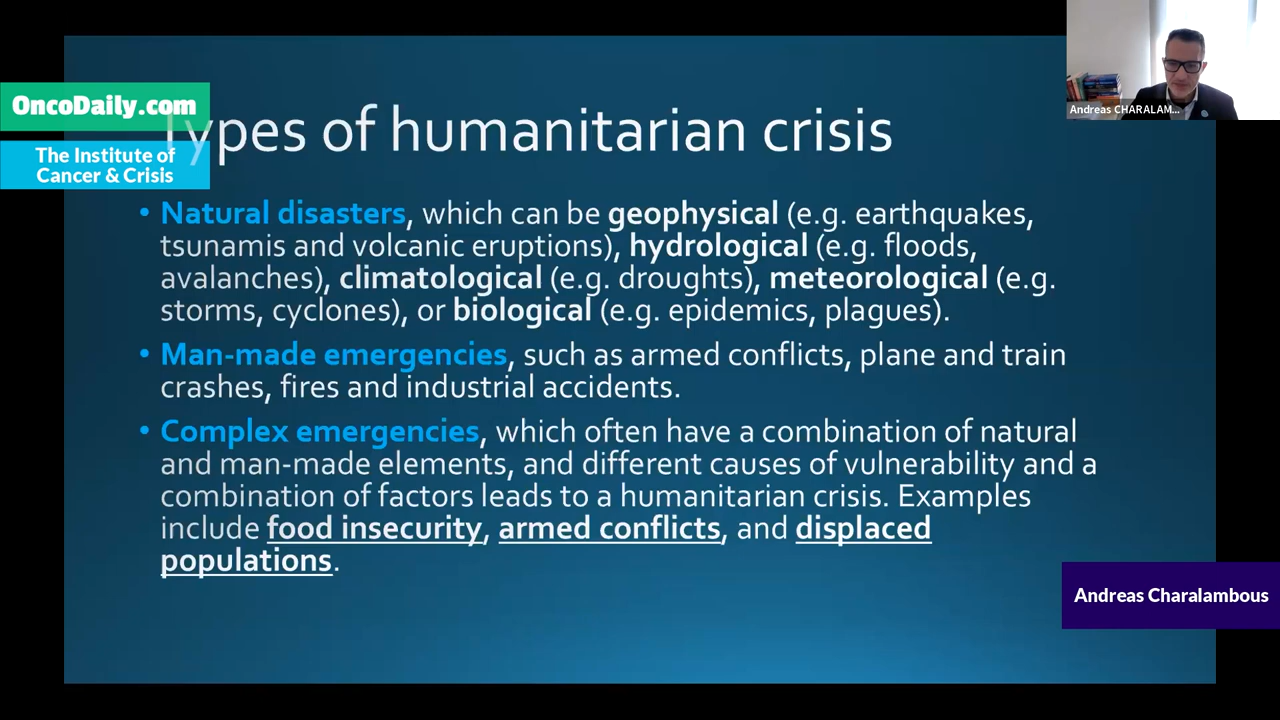 OncoDaily.com
The Institute of
Cancer & Crisis
Types of humanitarian crisis
Andreas CHARALAM...
• Natural disasters, which can be geophysical (e.g. earthquakes,
tsunamis and volcanic eruptions), hydrological (e.g. floods,
avalanches), climatological (e.g. droughts), meteorological (e.g.
storms, cyclones), or biological (e.g. epidemics, plagues).
• Man-made emergencies, such as armed conflicts, plane and train
crashes, fires and industrial accidents.
• Complex emergencies, which often have a combination of natural
and man-made elements, and different causes of vulnerability and a
combination of factors leads to a humanitarian crisis. Examples
include food insecurity, armed conflicts, and displaced
populations.
Andreas Charalambous